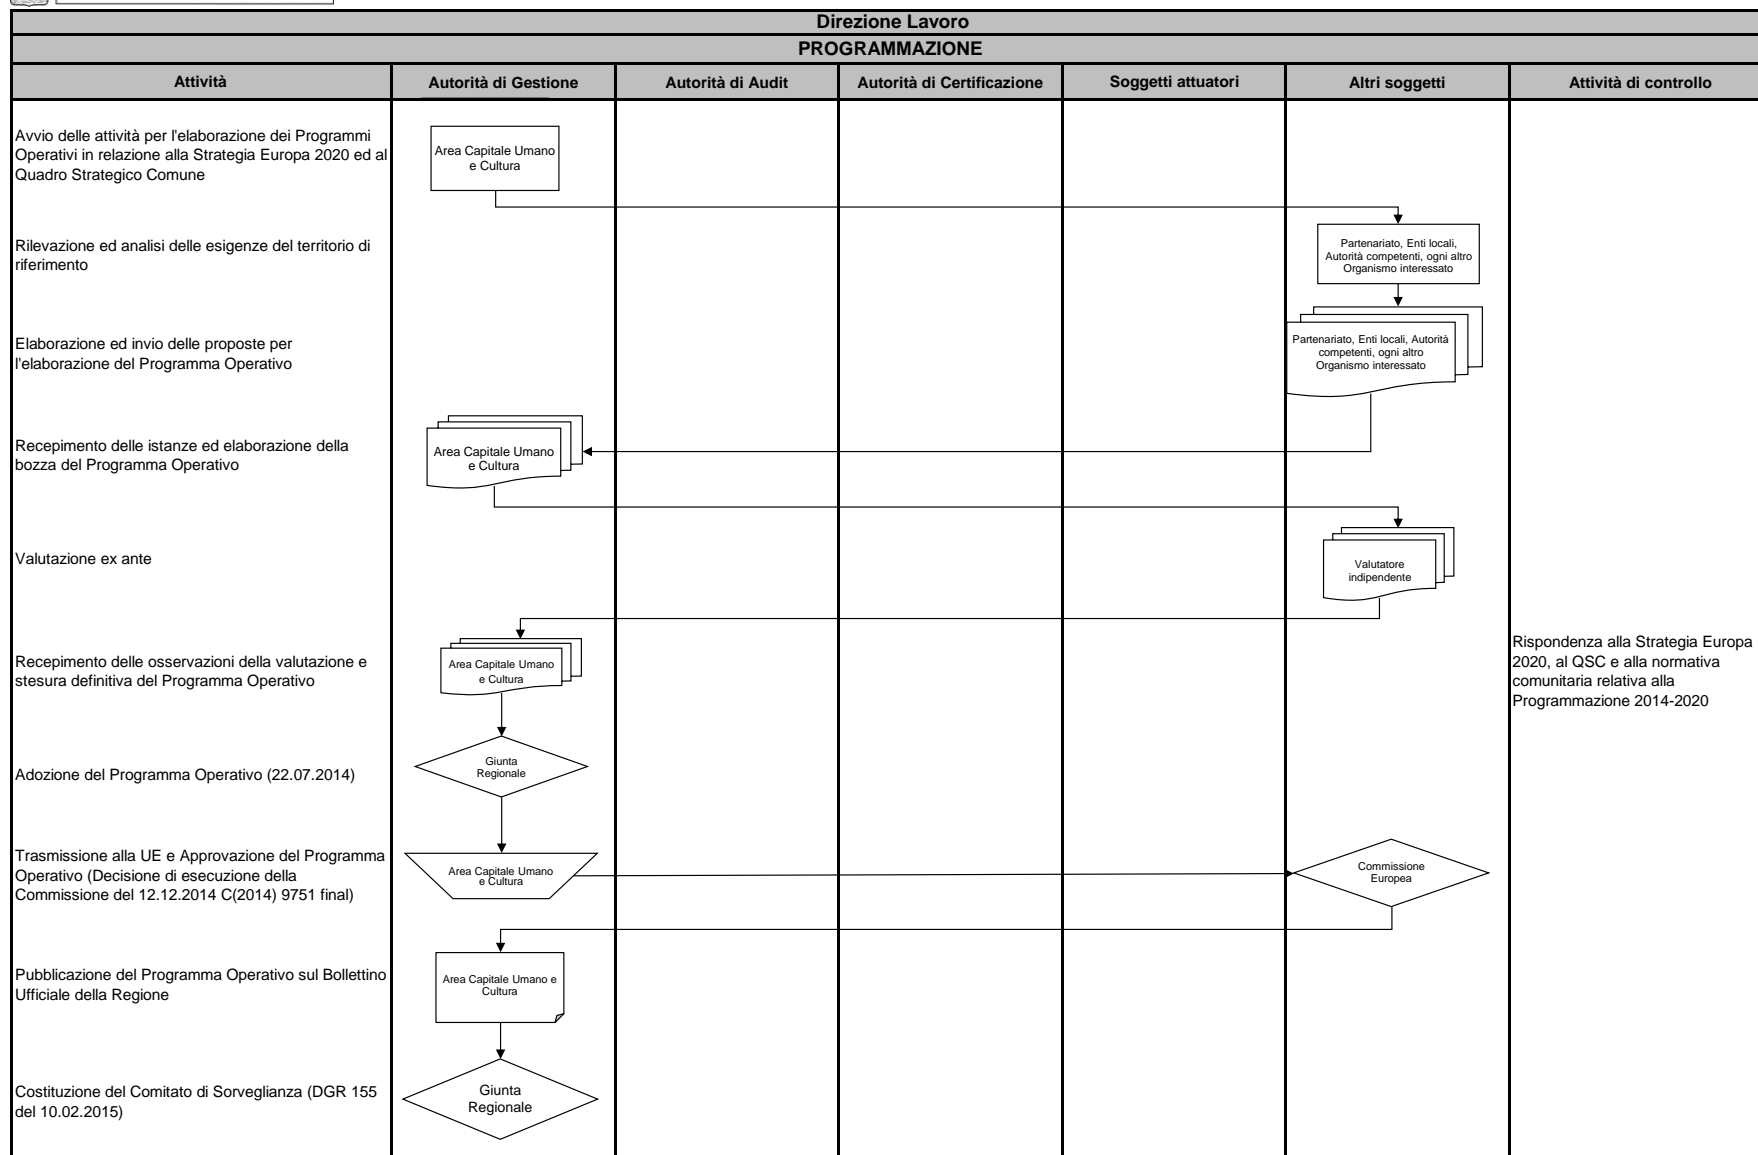 Direzione Lavoro
PROGRAMMAZIONE
Attività
Autorità di Gestione
Autorità di Audit
Autorità di Certificazione
Soggetti attuatori
Altri soggetti
Attività di controllo
Avvio delle attività per l'elaborazione dei Programmi
Operativi in relazione alla Strategia Europa 2020 ed al
Quadro Strategico Comune
Area Capitale Umano
e Cultura
Rilevazione ed analisi delle esigenze del territorio di
riferimento
Partenariato, Enti locali,
Autorità competenti, ogni altro
Organismo interessato
Elaborazione ed invio delle proposte per
l'elaborazione del Programma Operativo
Partenariato, Enti locali, Autorità
competenti, ogni altro
Organismo interessato
Recepimento delle istanze ed elaborazione della
bozza del Programma Operativo
Area Capitale Umano
e Cultura
Valutazione ex ante
Valutatore
indipendente
Recepimento delle osservazioni della valutazione e
stesura definitiva del Programma Operativo
Area Capitale Umano
e Cultura
Rispondenza alla Strategia Europa
2020, al QSC e alla normativa
comunitaria relativa alla
Programmazione 2014-2020
Adozione del Programma Operativo (22.07.2014)
Giunta
Regionale
Trasmissione alla UE e Approvazione del Programma
Operativo (Decisione di esecuzione della
Commissione del 12.12.2014 C(2014) 9751 final)
Area Capitale Umano
e Cultura
Commissione
Europea
Pubblicazione del Programma Operativo sul Bollettino
Ufficiale della Regione
Area Capitale Umano e
Cultura
Costituzione del Comitato di Sorveglianza (DGR 155
del 10.02.2015)
Giunta
Regionale